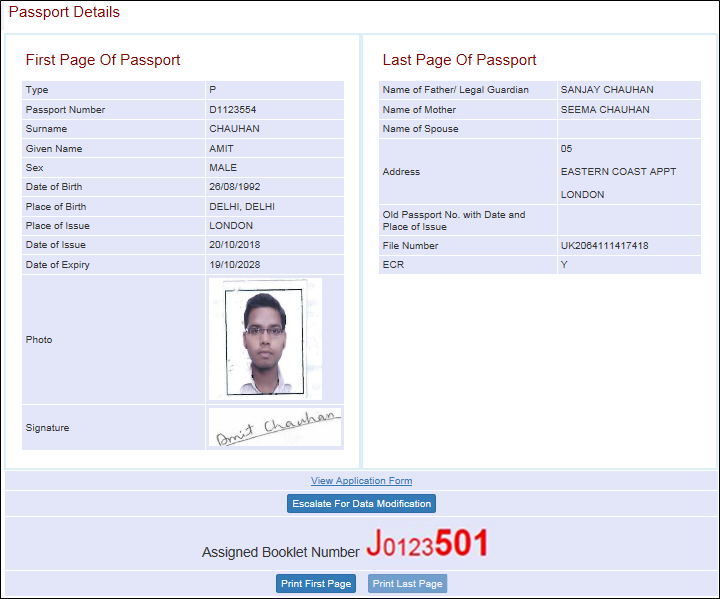 Passport Details
First Page Of Passport
Type P
Passport Number D1123554
Surname CHAUHAN
Given Name AMIT
Sex MALE
Date of Birth 26/08/1992
Place of Birth DELHI, DELHI
Place of Issue LONDON
Date of Issue 20/10/2018
Date of Expiry 19/10/2028
Photo
Signature Amit Chauhan
Last Page Of Passport
Name of Father/ Legal Guardian SANJAY CHAUHAN
Name of Mother SEEMA CHAUHAN
Name of Spouse
Address
05
EASTERN COAST APPT
LONDON
Old Passport No. with Date and
Place of Issue
File Number UK2064111417418
ECR Y
View Application Form
Escalate For Data Modification
Assigned Booklet Number J0123501
Print First Page Print Last Page